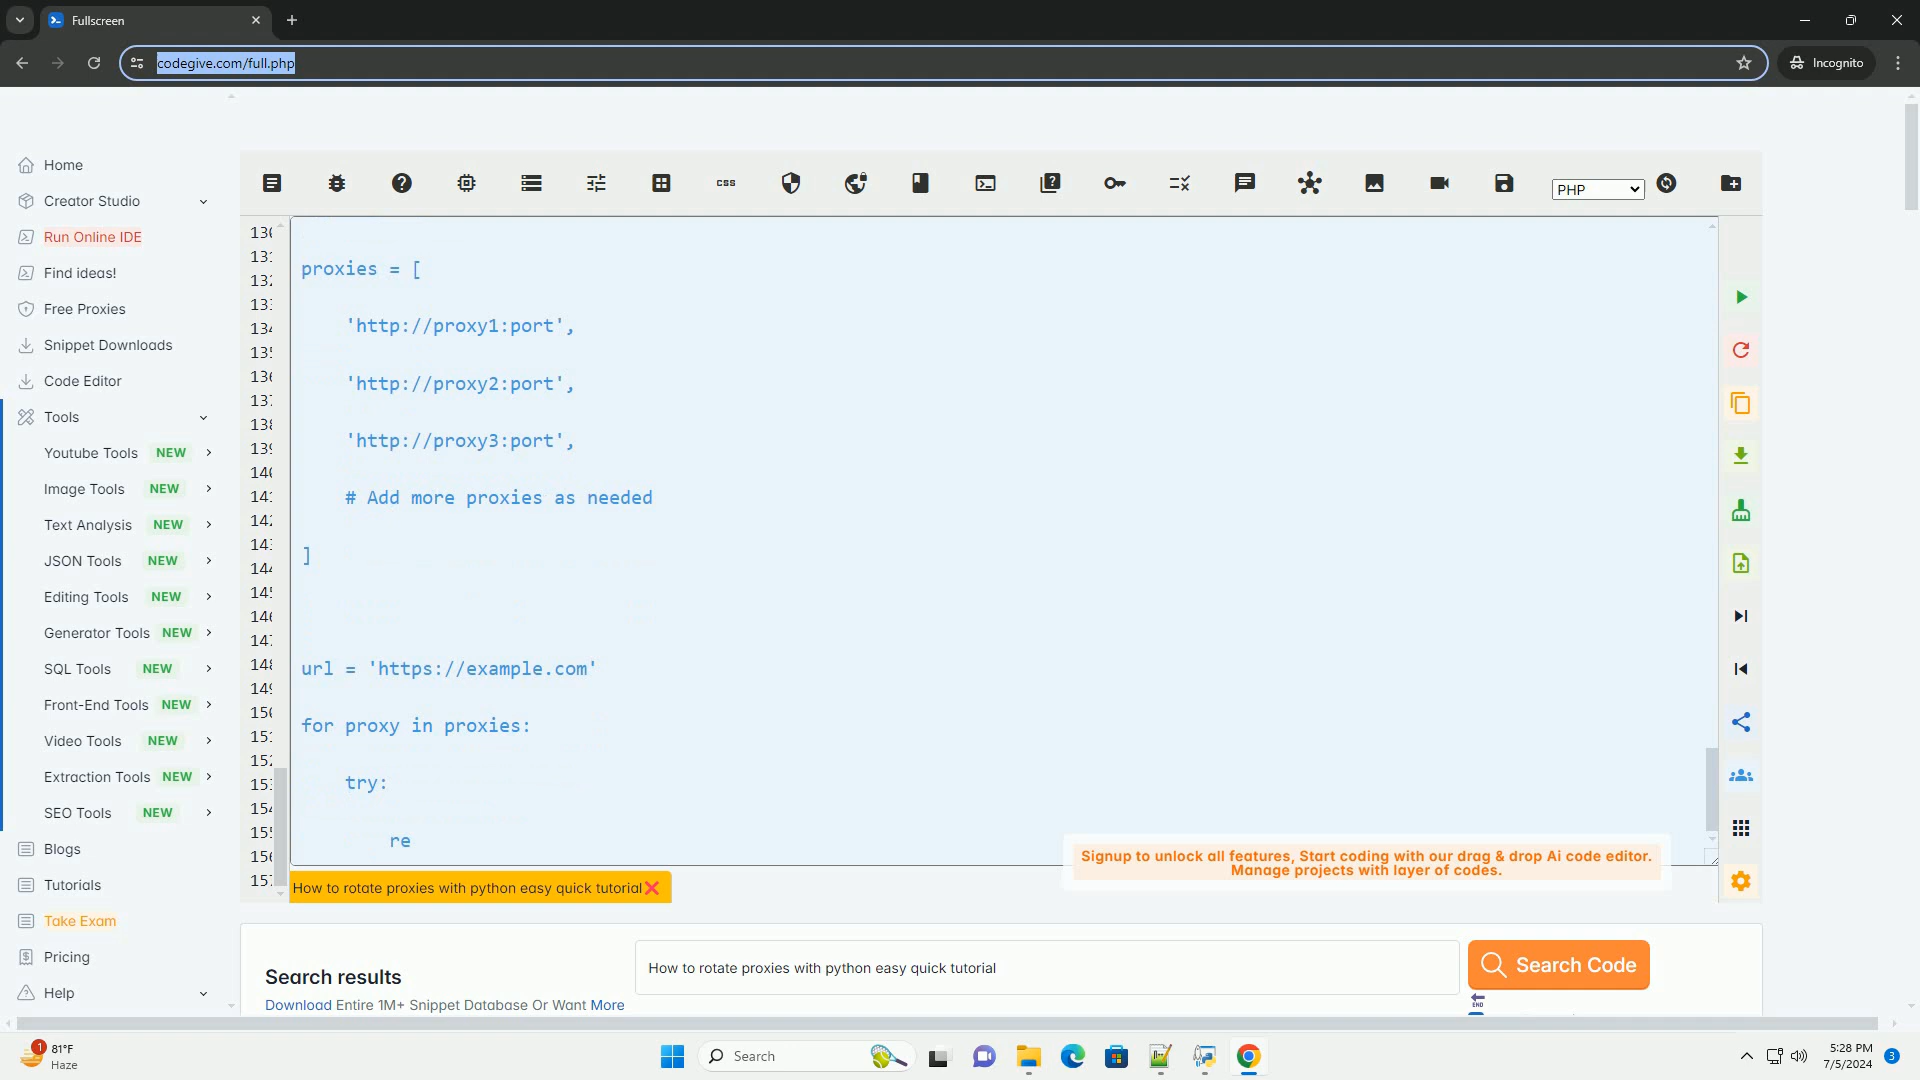 Fullscreen
codegive.com/full.php
Incognito
Home
Creator Studio
Run Online IDE
Find ideas!
Free Proxies
Snippet Downloads
Code Editor
Tools
Youtube Tools NEW
Image Tools NEW
Text Analysis NEW
JSON Tools NEW
Editing Tools NEW
Generator Tools NEW
SQL Tools NEW
Front-End Tools NEW
Video Tools NEW
Extraction Tools NEW
SEO Tools NEW
Blogs
Tutorials
Take Exam
Pricing
Help
css
PHP
proxies = [
'http://proxy1:port',
'http://proxy2:port',
'http://proxy3:port',
# Add more proxies as needed
]
url = 'https://example.com'
for proxy in proxies:
try:
re
Signup to unlock all features, Start coding with our drag & drop Ai code editor.
Manage projects with layer of codes.
How to rotate proxies with python easy quick tutorial
Search results
Download Entire 1M+ Snippet Database Or Want More
How to rotate proxies with python easy quick tutorial
Search Code
END
1
81°F
Haze
Search
5:28 PM
7/5/2024
3